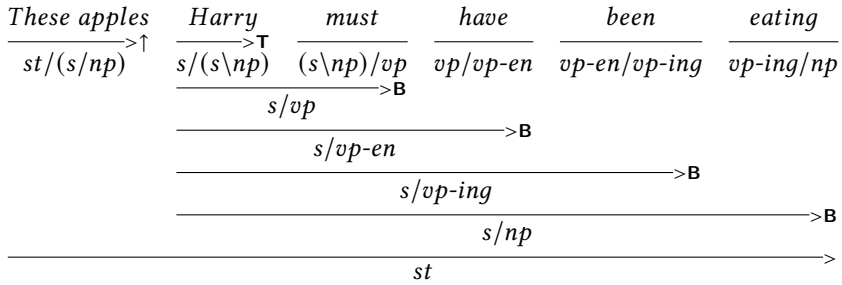 These apples Harry must have been eating
>↑ >T
st/(s/np) s/(s\np) (s\np)/vp vp/vp-en vp-en/vp-ing vp-ing/np
>B
s/vp
>B
s/vp-en
>B
s/vp-ing
>B
s/np
>
st